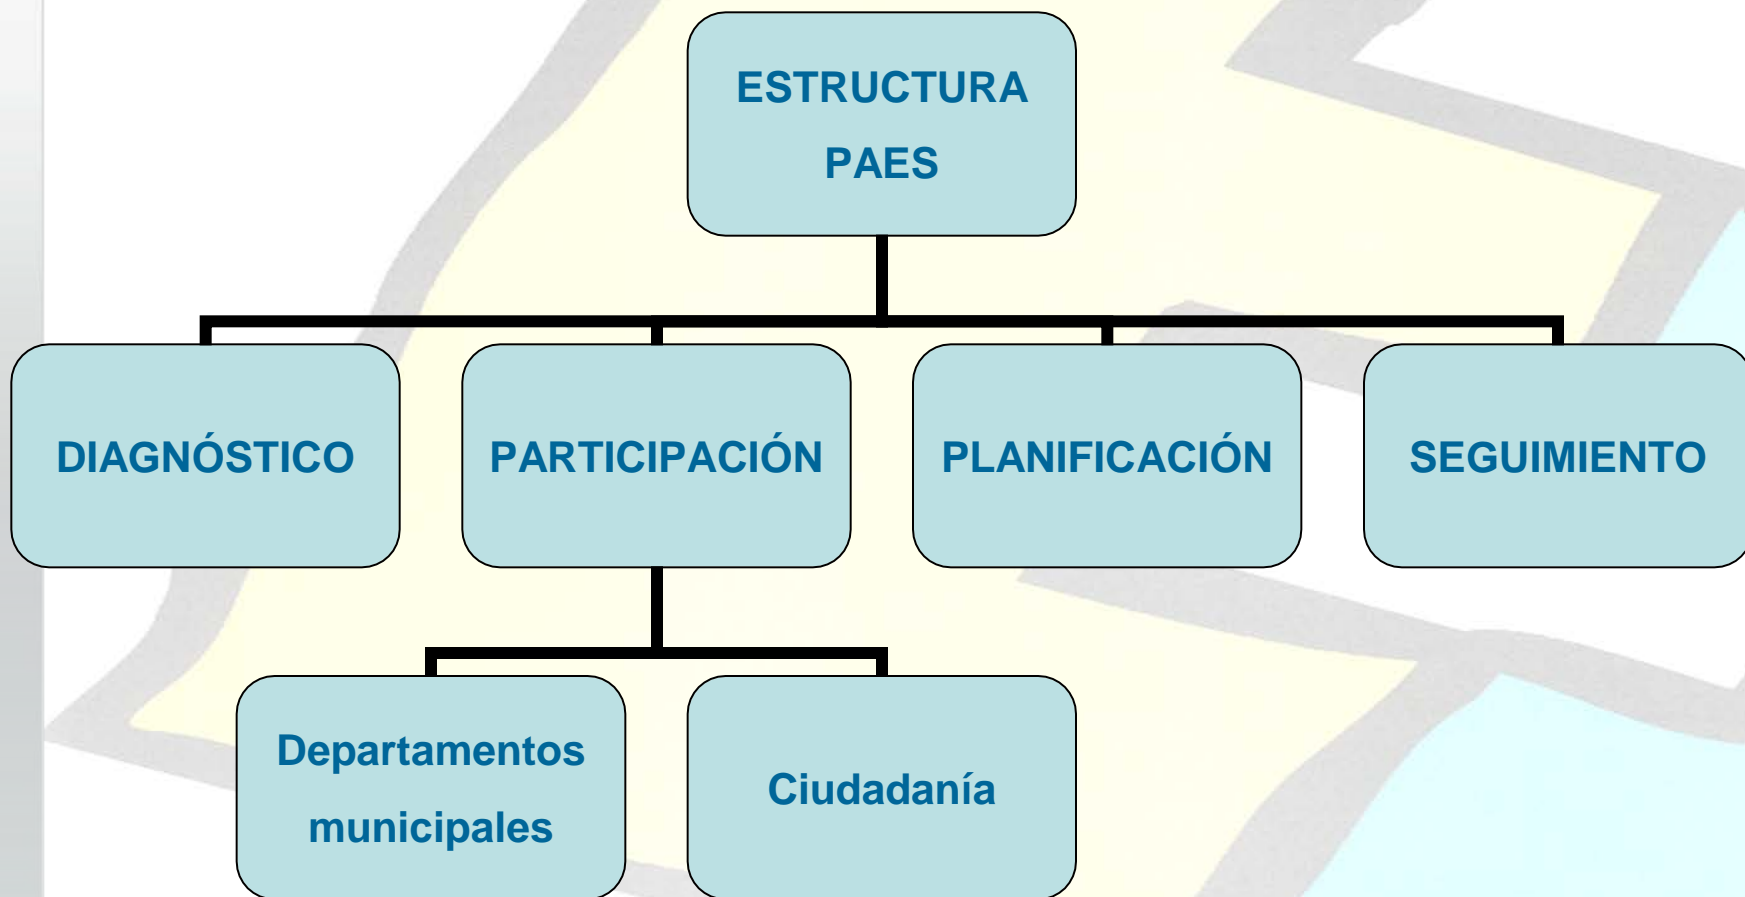 ESTRUCTURA
PAES
DIAGNÓSTICO
PARTICIPACIÓN
PLANIFICACIÓN
SEGUIMIENTO
Departamentos
municipales
Ciudadanía